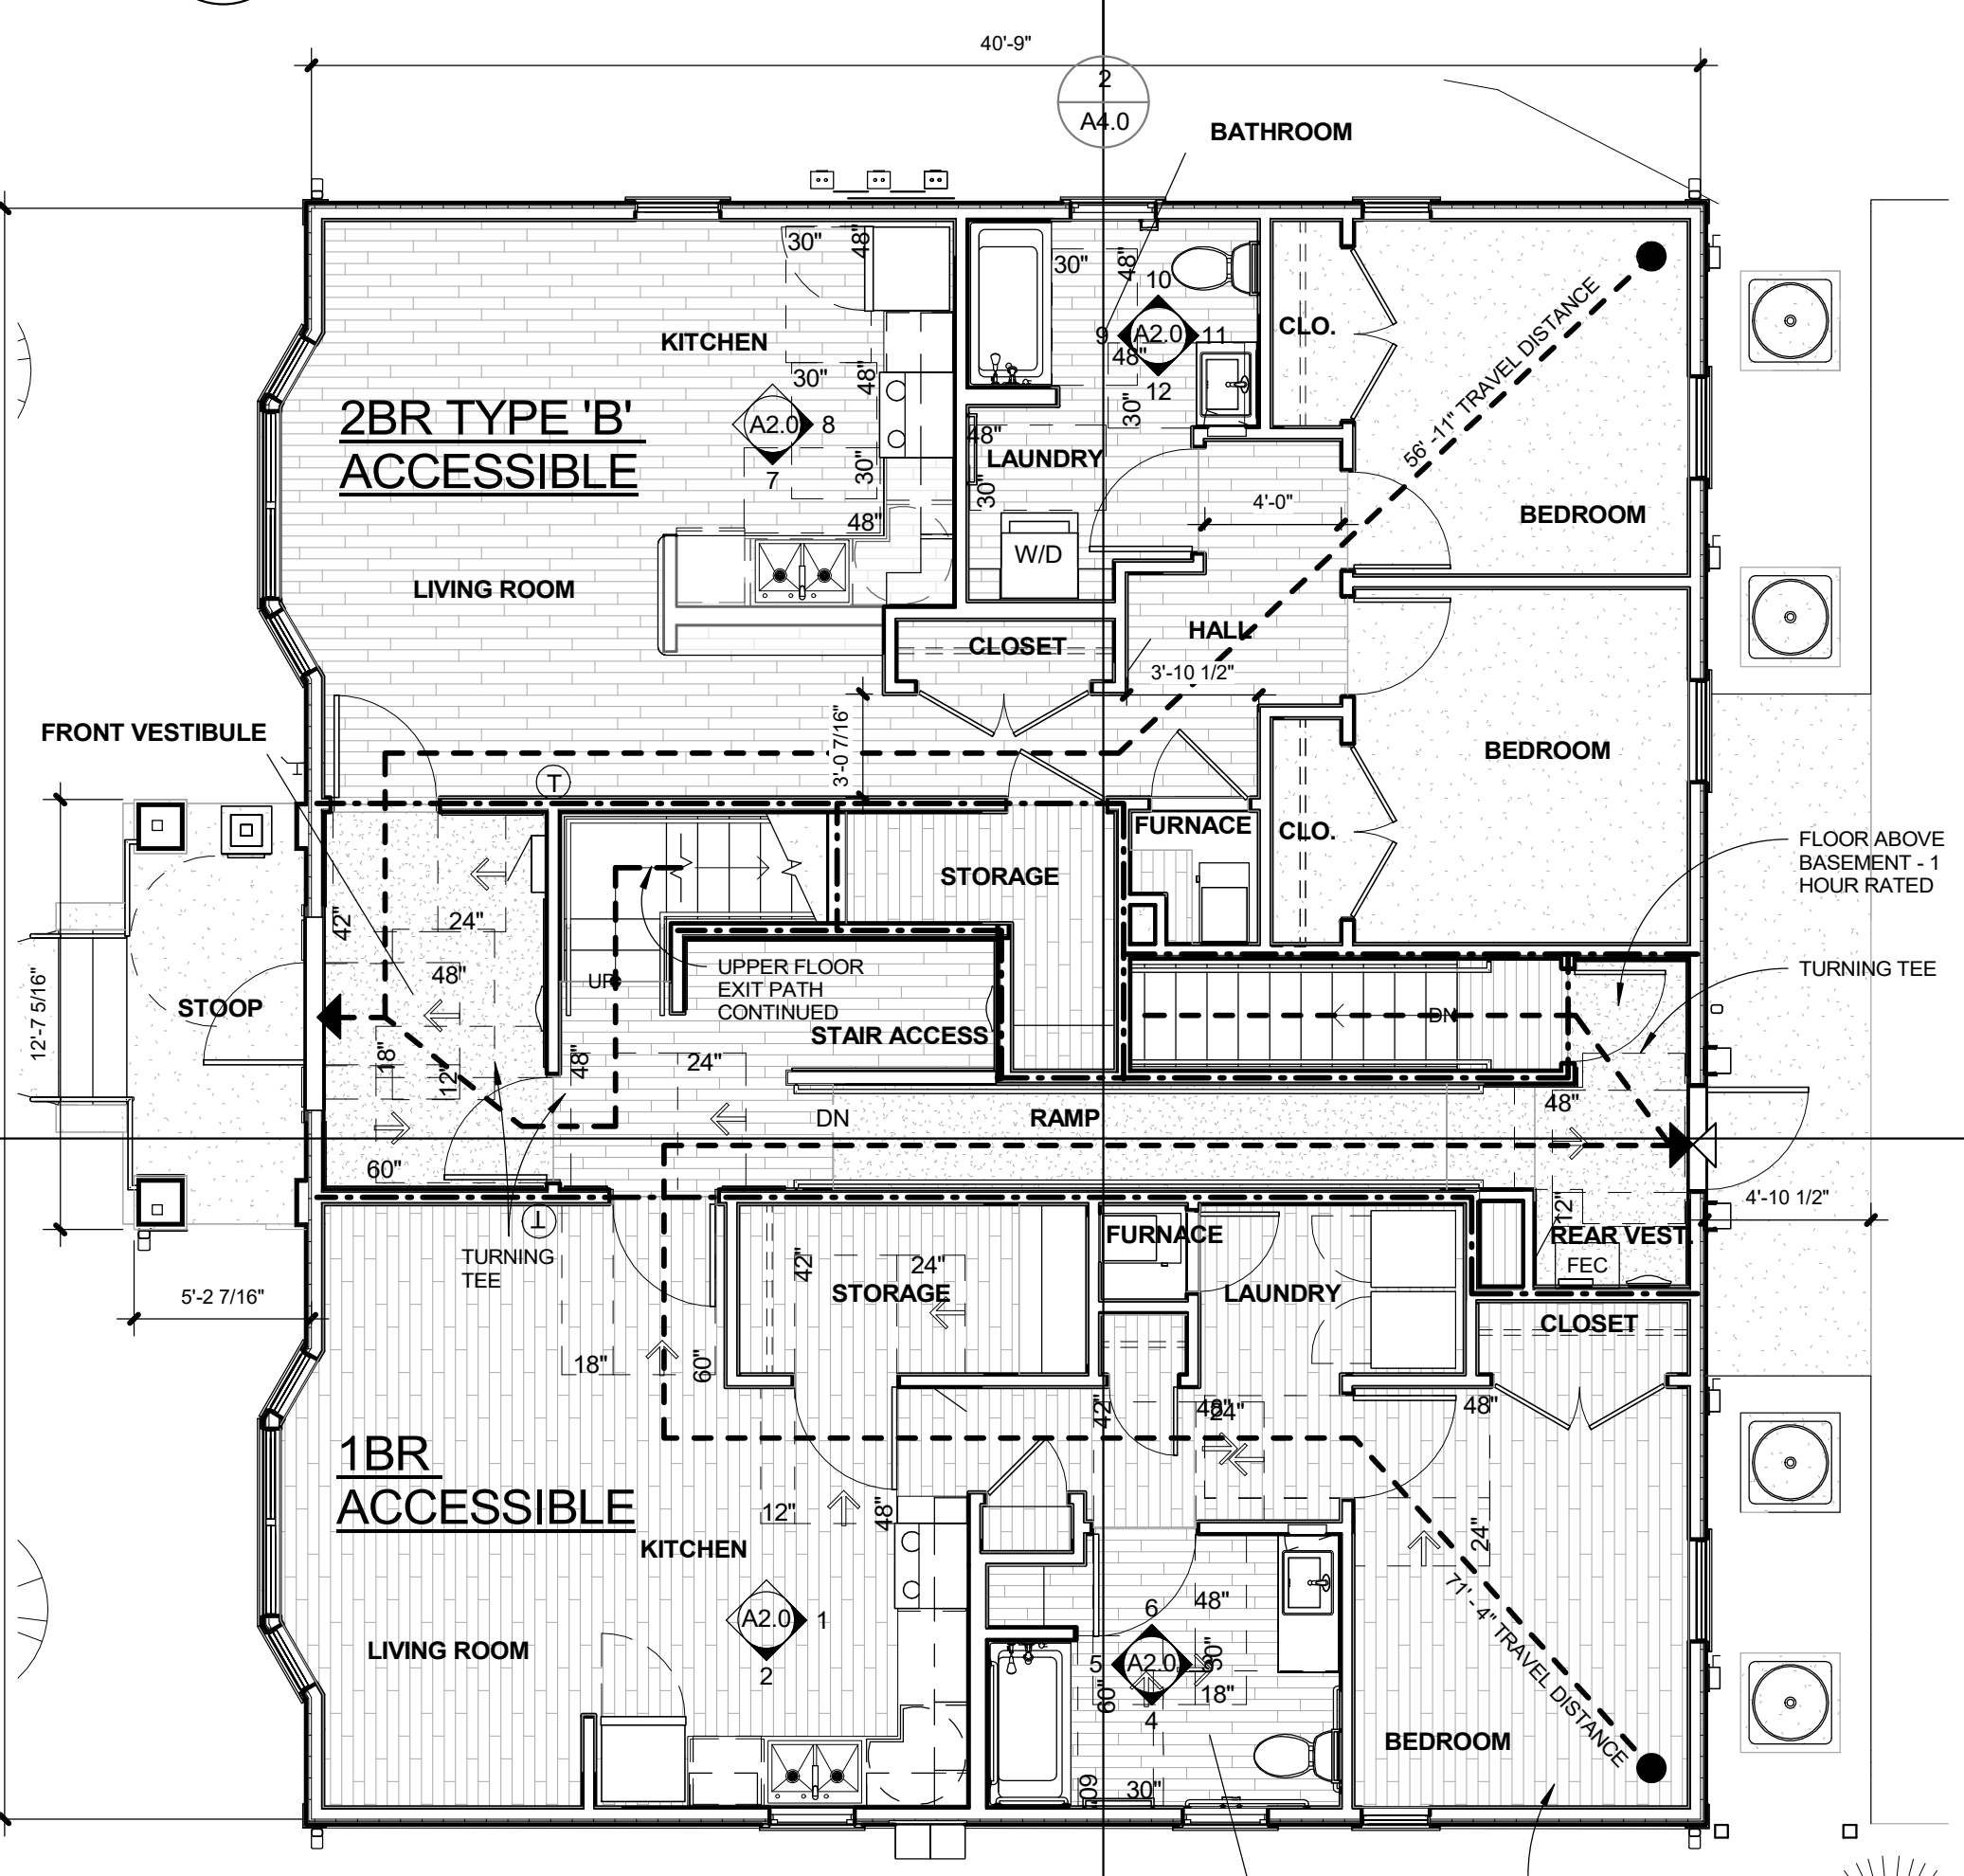 40'-9"
2
A4.0
BATHROOM
30"
48"
30"
48"
10
9
A2.0
11
48"
12
30"
CLO.
56' -11" TRAVEL DISTANCE
KITCHEN
30"
48"
2BR TYPE 'B'
ACCESSIBLE
A2.0
8
7
30"
48"
48"
LAUNDRY
30"
W/D
4'-0"
BEDROOM
LIVING ROOM
CLOSET
HALL
3'-10 1/2"
3'-0 7/16"
BEDROOM
FRONT VESTIBULE
T
FURNACE
CLO.
FLOOR ABOVE
BASEMENT - 1
HOUR RATED
STORAGE
42"
24"
48"
UP
UPPER FLOOR
EXIT PATH
CONTINUED
TURNING TEE
STOOP
12'-7 5/16"
STAIR ACCESS
DN
18"
12"
48"
24"
48"
DN
RAMP
60"
12"
4'-10 1/2"
T
TURNING
TEE
FURNACE
REAR VEST.
FEC
42"
24"
STORAGE
LAUNDRY
5'-2 7/16"
CLOSET
18"
60"
42"
48"
24"
48"
1BR
ACCESSIBLE
12"
48"
KITCHEN
24"
A2.0
1
2
LIVING ROOM
48"
6
5
A2.0
30"
60"
18"
4
71' - 4" TRAVEL DISTANCE
BEDROOM
60"
30"